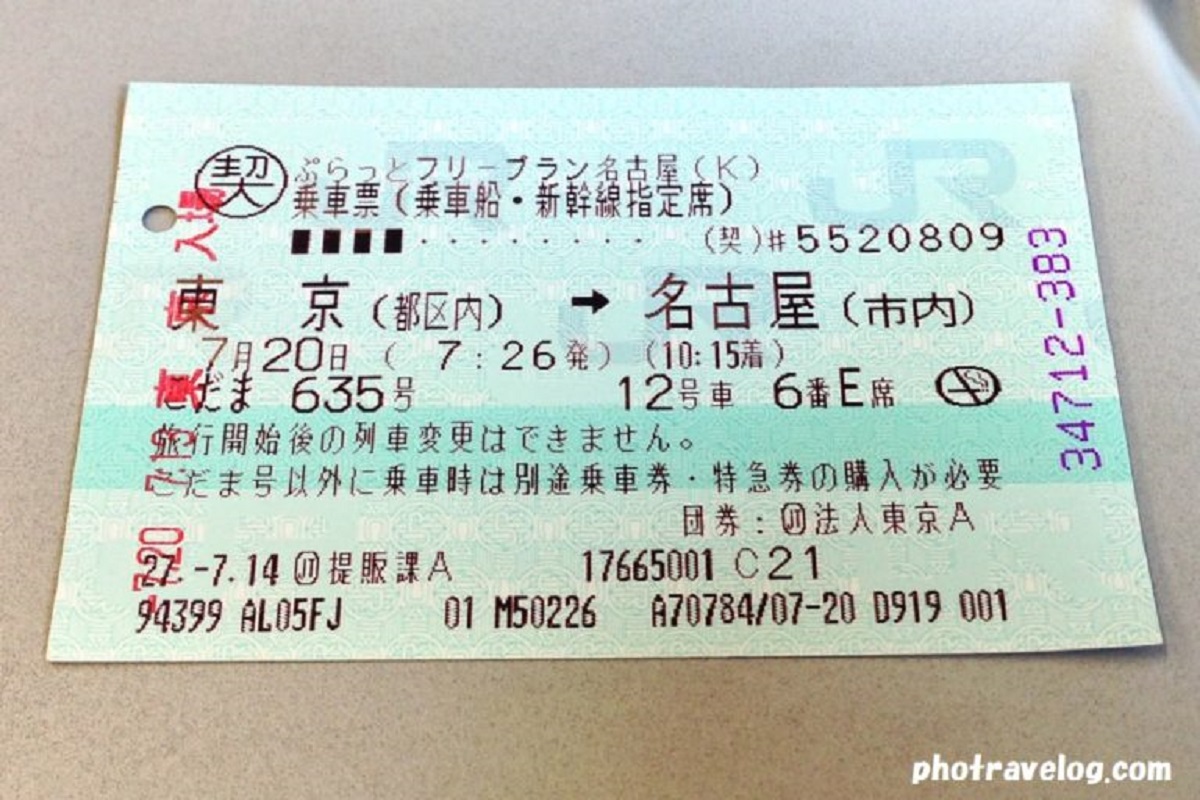 契 ぷらっとフリープラン名古屋(K)
乗車票(乗車船・新幹線指定席)
■■■■・・・・・・・・ (契)#5520809
東 京(都区内) → 名古屋(市内)
7月20日 ( 7:26発) (10:15着)
こだま 635号 12号車 6番E席
旅行開始後の列車変更はできません。
こだま号以外に乗車時は別途乗車券・特急券の購入が必要
団券:法人東京A
27.-7.14 提販課A 17665001 C21
94399 AL05FJ 01 M50226 A70784/07-20 D919 001
34712-383
-7.20 入場
photravelog.com